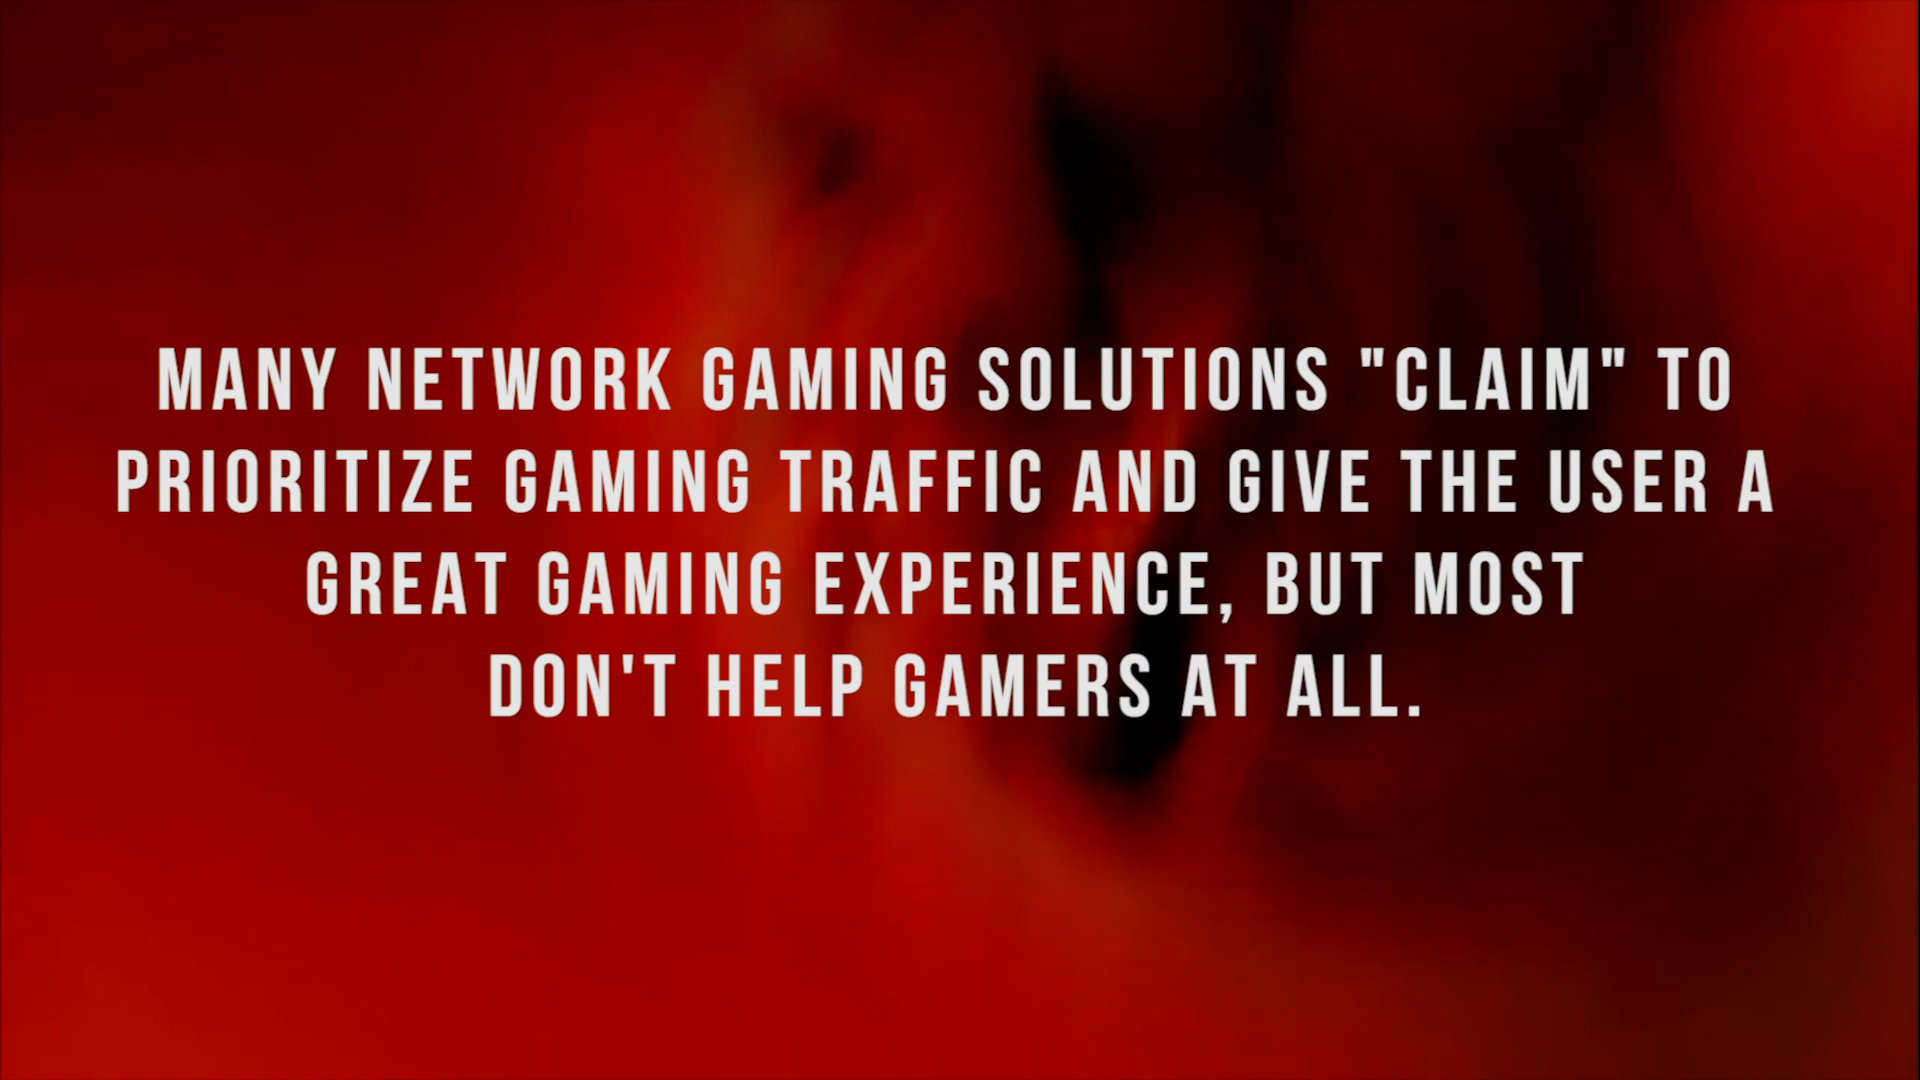 MANY NETWORK GAMING SOLUTIONS "CLAIM" TO
PRIORITIZE GAMING TRAFFIC AND GIVE THE USER A
GREAT GAMING EXPERIENCE, BUT MOST
DON'T HELP GAMERS AT ALL.